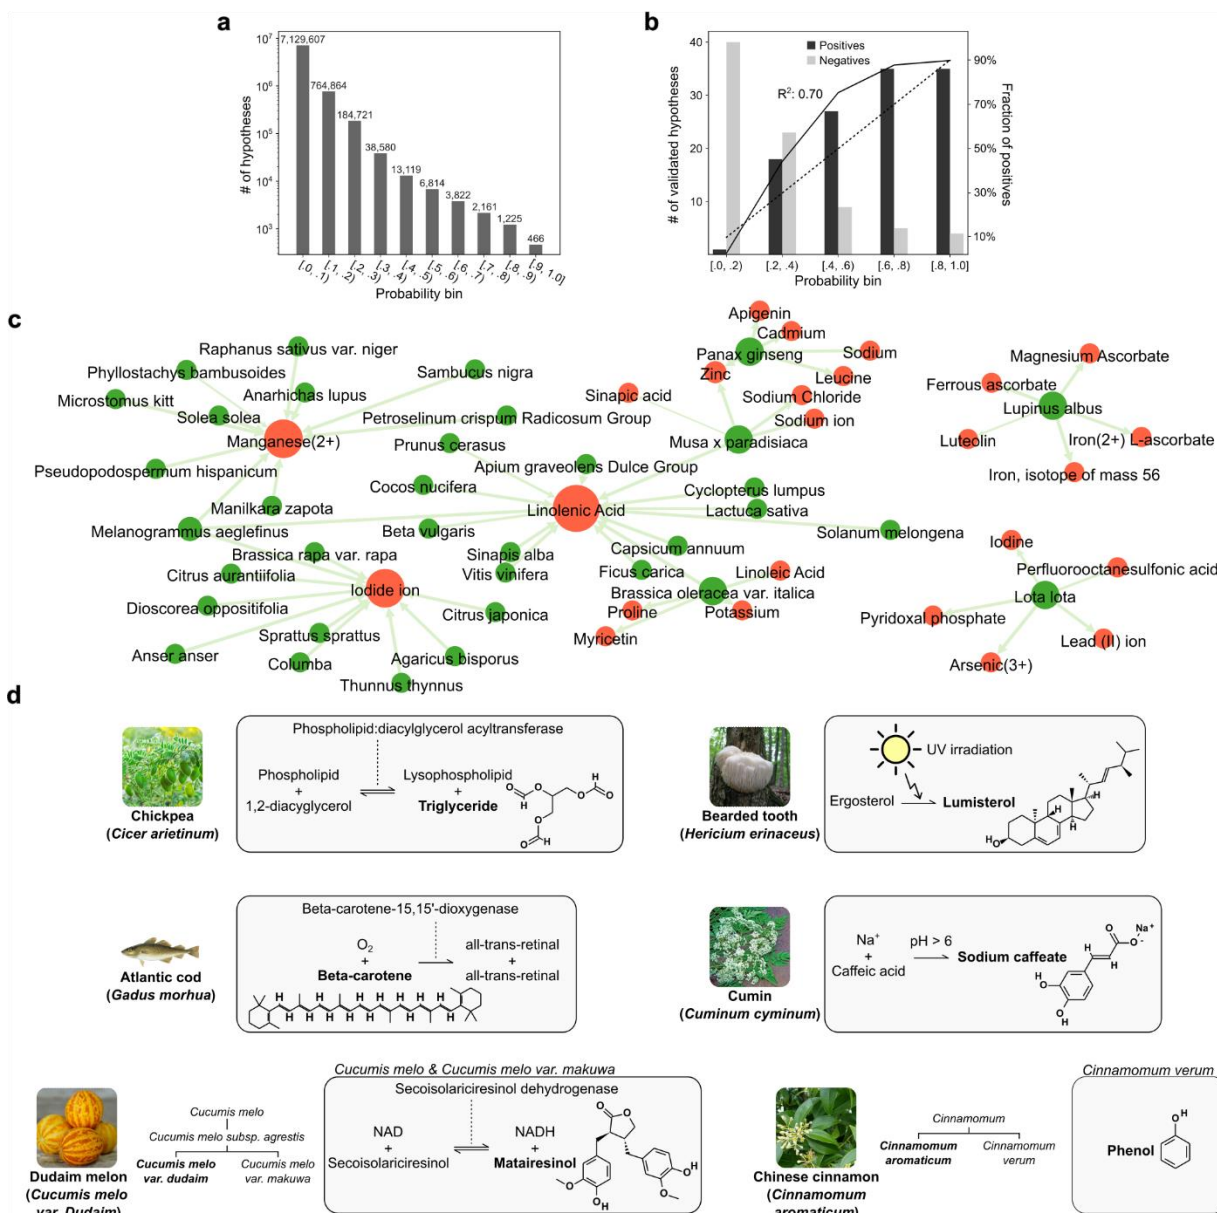 a
# of hypotheses
10⁷
10⁶
10⁵
10⁴
10³
7,129,607
764,864
184,721
38,580
13,119
6,814
3,822
2,161
1,225
466
[.0, .1)
[.1, .2)
[.2, .3)
[.3, .4)
[.4, .5)
[.5, .6)
[.6, .7)
[.7, .8)
[.8, .9)
[.9, 1.0]
Probability bin
b
# of validated hypotheses
40
30
20
10
Positives
Negatives
R²: 0.70
90%
70%
50%
30%
10%
Fraction of positives
[.0, .2)
[.2, .4)
[.4, .6)
[.6, .8)
[.8, 1.0]
Probability bin
c
Raphanus sativus var. niger
Phyllostachys bambusoides
Sambucus nigra
Microstomus kitt
Anarhichas lupus
Solea solea
Petroselinum crispum Radicosum Group
Manganese(2+)
Prunus cerasus
Pseudopodospermum hispanicum
Apium graveolens Dulce Group
Cocos nucifera
Manilkara zapota
Linolenic Acid
Melanogrammus aeglefinus
Beta vulgaris
Brassica rapa var. rapa
Sinapis alba
Citrus aurantiifolia
Vitis vinifera
Iodide ion
Dioscorea oppositifolia
Citrus japonica
Sprattus sprattus
Anser anser
Columba
Agaricus bisporus
Thunnus thynnus
Apigenin
Cadmium
Panax ginseng
Sodium
Zinc
Leucine
Sinapic acid
Sodium Chloride
Sodium ion
Musa x paradisiaca
Cyclopterus lumpus
Lactuca sativa
Solanum melongena
Capsicum annuum
Ficus carica
Linoleic Acid
Brassica oleracea var. italica
Proline
Potassium
Myricetin
Magnesium Ascorbate
Ferrous ascorbate
Lupinus albus
Luteolin
Iron(2+) L-ascorbate
Iron, isotope of mass 56
Iodine
Perfluorooctanesulfonic acid
Lota lota
Pyridoxal phosphate
Lead (II) ion
Arsenic(3+)
d
Chickpea
(Cicer arietinum)
Phospholipid:diacylglycerol acyltransferase
Phospholipid
+
1,2-diacyglycerol
Lysophospholipid
+
Triglyceride
H
O
O
O
O
O
H
O
H
Bearded tooth
(Hericium erinaceus)
UV irradiation
Ergosterol
Lumisterol
H
H
H
HO
Atlantic cod
(Gadus morhua)
Beta-carotene-15,15'-dioxygenase
O₂
+
Beta-carotene
all-trans-retinal
+
all-trans-retinal
H H H H H H H
H H H H H H H
Cumin
(Cuminum cyminum)
Na⁺
+
Caffeic acid
pH > 6
Sodium caffeate
O
Na⁺
O⁻
H
H
HO
O
H
Dudaim melon
(Cucumis melo
var. Dudaim)
Cucumis melo
Cucumis melo subsp. agrestis
Cucumis melo
var. dudaim
Cucumis melo
var. makuwa
Cucumis melo & Cucumis melo var. makuwa
Secoisolariciresinol dehydrogenase
NAD
+
Secoisolariciresinol
NADH
+
Matairesinol
O
O
O
O
H
O
OH
Chinese cinnamon
(Cinnamomum
aromaticum)
Cinnamomum
Cinnamomum
aromaticum
Cinnamomum
verum
Cinnamomum verum
Phenol
H
O